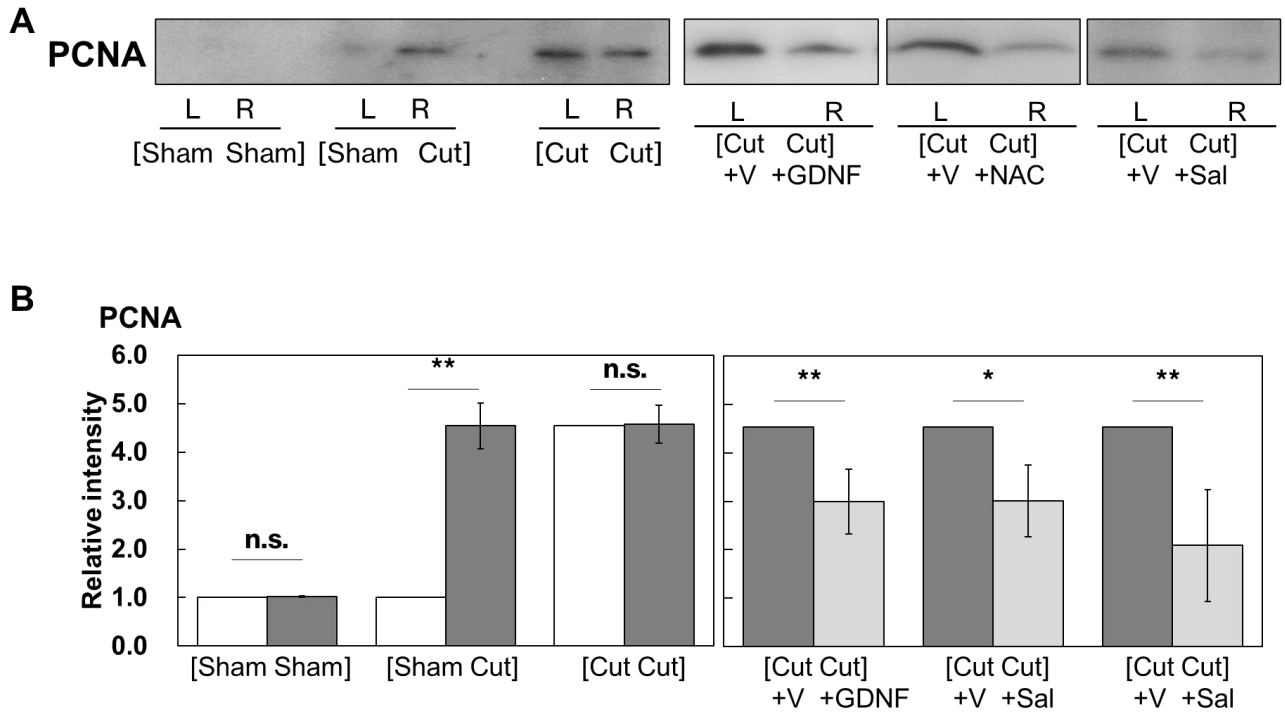 A
PCNA
L R L R L R L R L R L R
[Sham Sham] [Sham Cut] [Cut Cut] [Cut Cut] [Cut Cut] [Cut Cut]
+V +GDNF +V +NAC +V +Sal
B
PCNA
Relative intensity
6.0
5.0
4.0
3.0
2.0
1.0
0.0
n.s. ** n.s. ** * **
[Sham Sham] [Sham Cut] [Cut Cut] [Cut Cut] [Cut Cut] [Cut Cut]
+V +GDNF +V +Sal +V +Sal